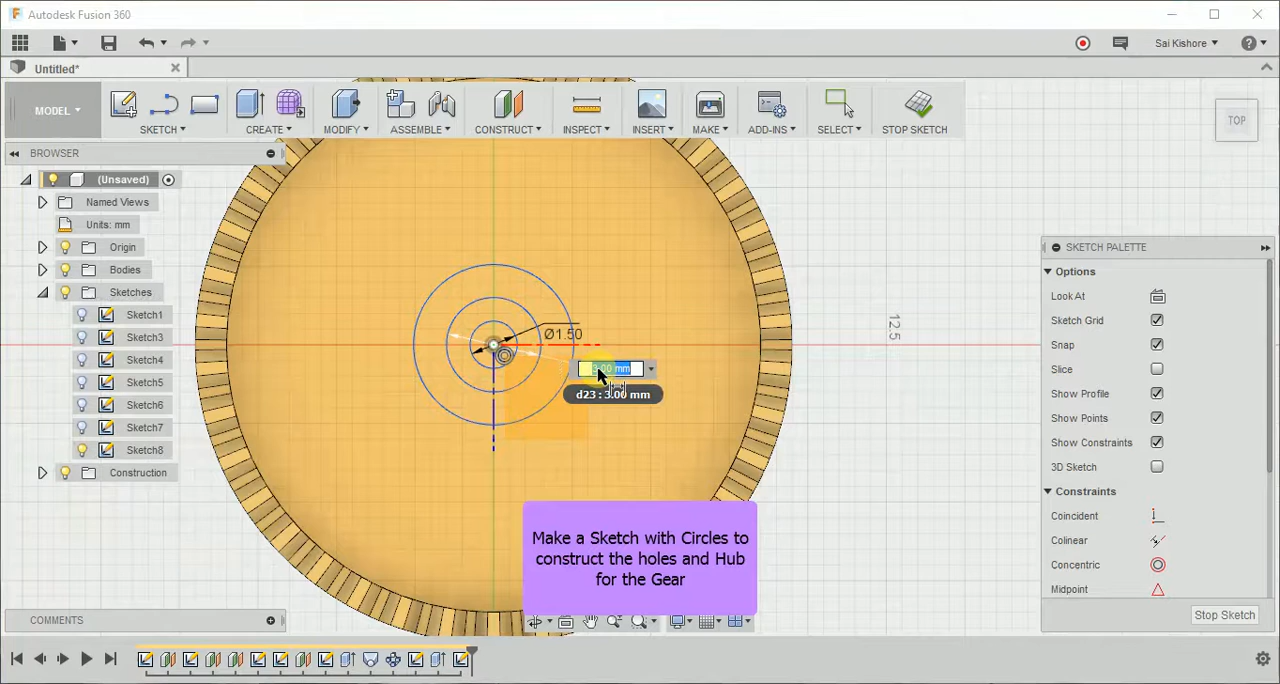 Autodesk Fusion 360
Sai Kishore
Untitled*
MODEL
SKETCH
CREATE
MODIFY
ASSEMBLE
CONSTRUCT
INSPECT
INSERT
MAKE
ADD-INS
SELECT
STOP SKETCH
TOP
BROWSER
(Unsaved)
Named Views
Units: mm
Origin
Bodies
Sketches
Sketch1
Sketch3
Sketch4
Sketch5
Sketch6
Sketch7
Sketch8
Construction
Ø1.50
3.00 mm
d23 : 3.00 mm
12.5
SKETCH PALETTE
Options
Look At
Sketch Grid
Snap
Slice
Show Profile
Show Points
Show Constraints
3D Sketch
Constraints
Coincident
Colinear
Concentric
Midpoint
Stop Sketch
Make a Sketch with Circles to
construct the holes and Hub
for the Gear
COMMENTS